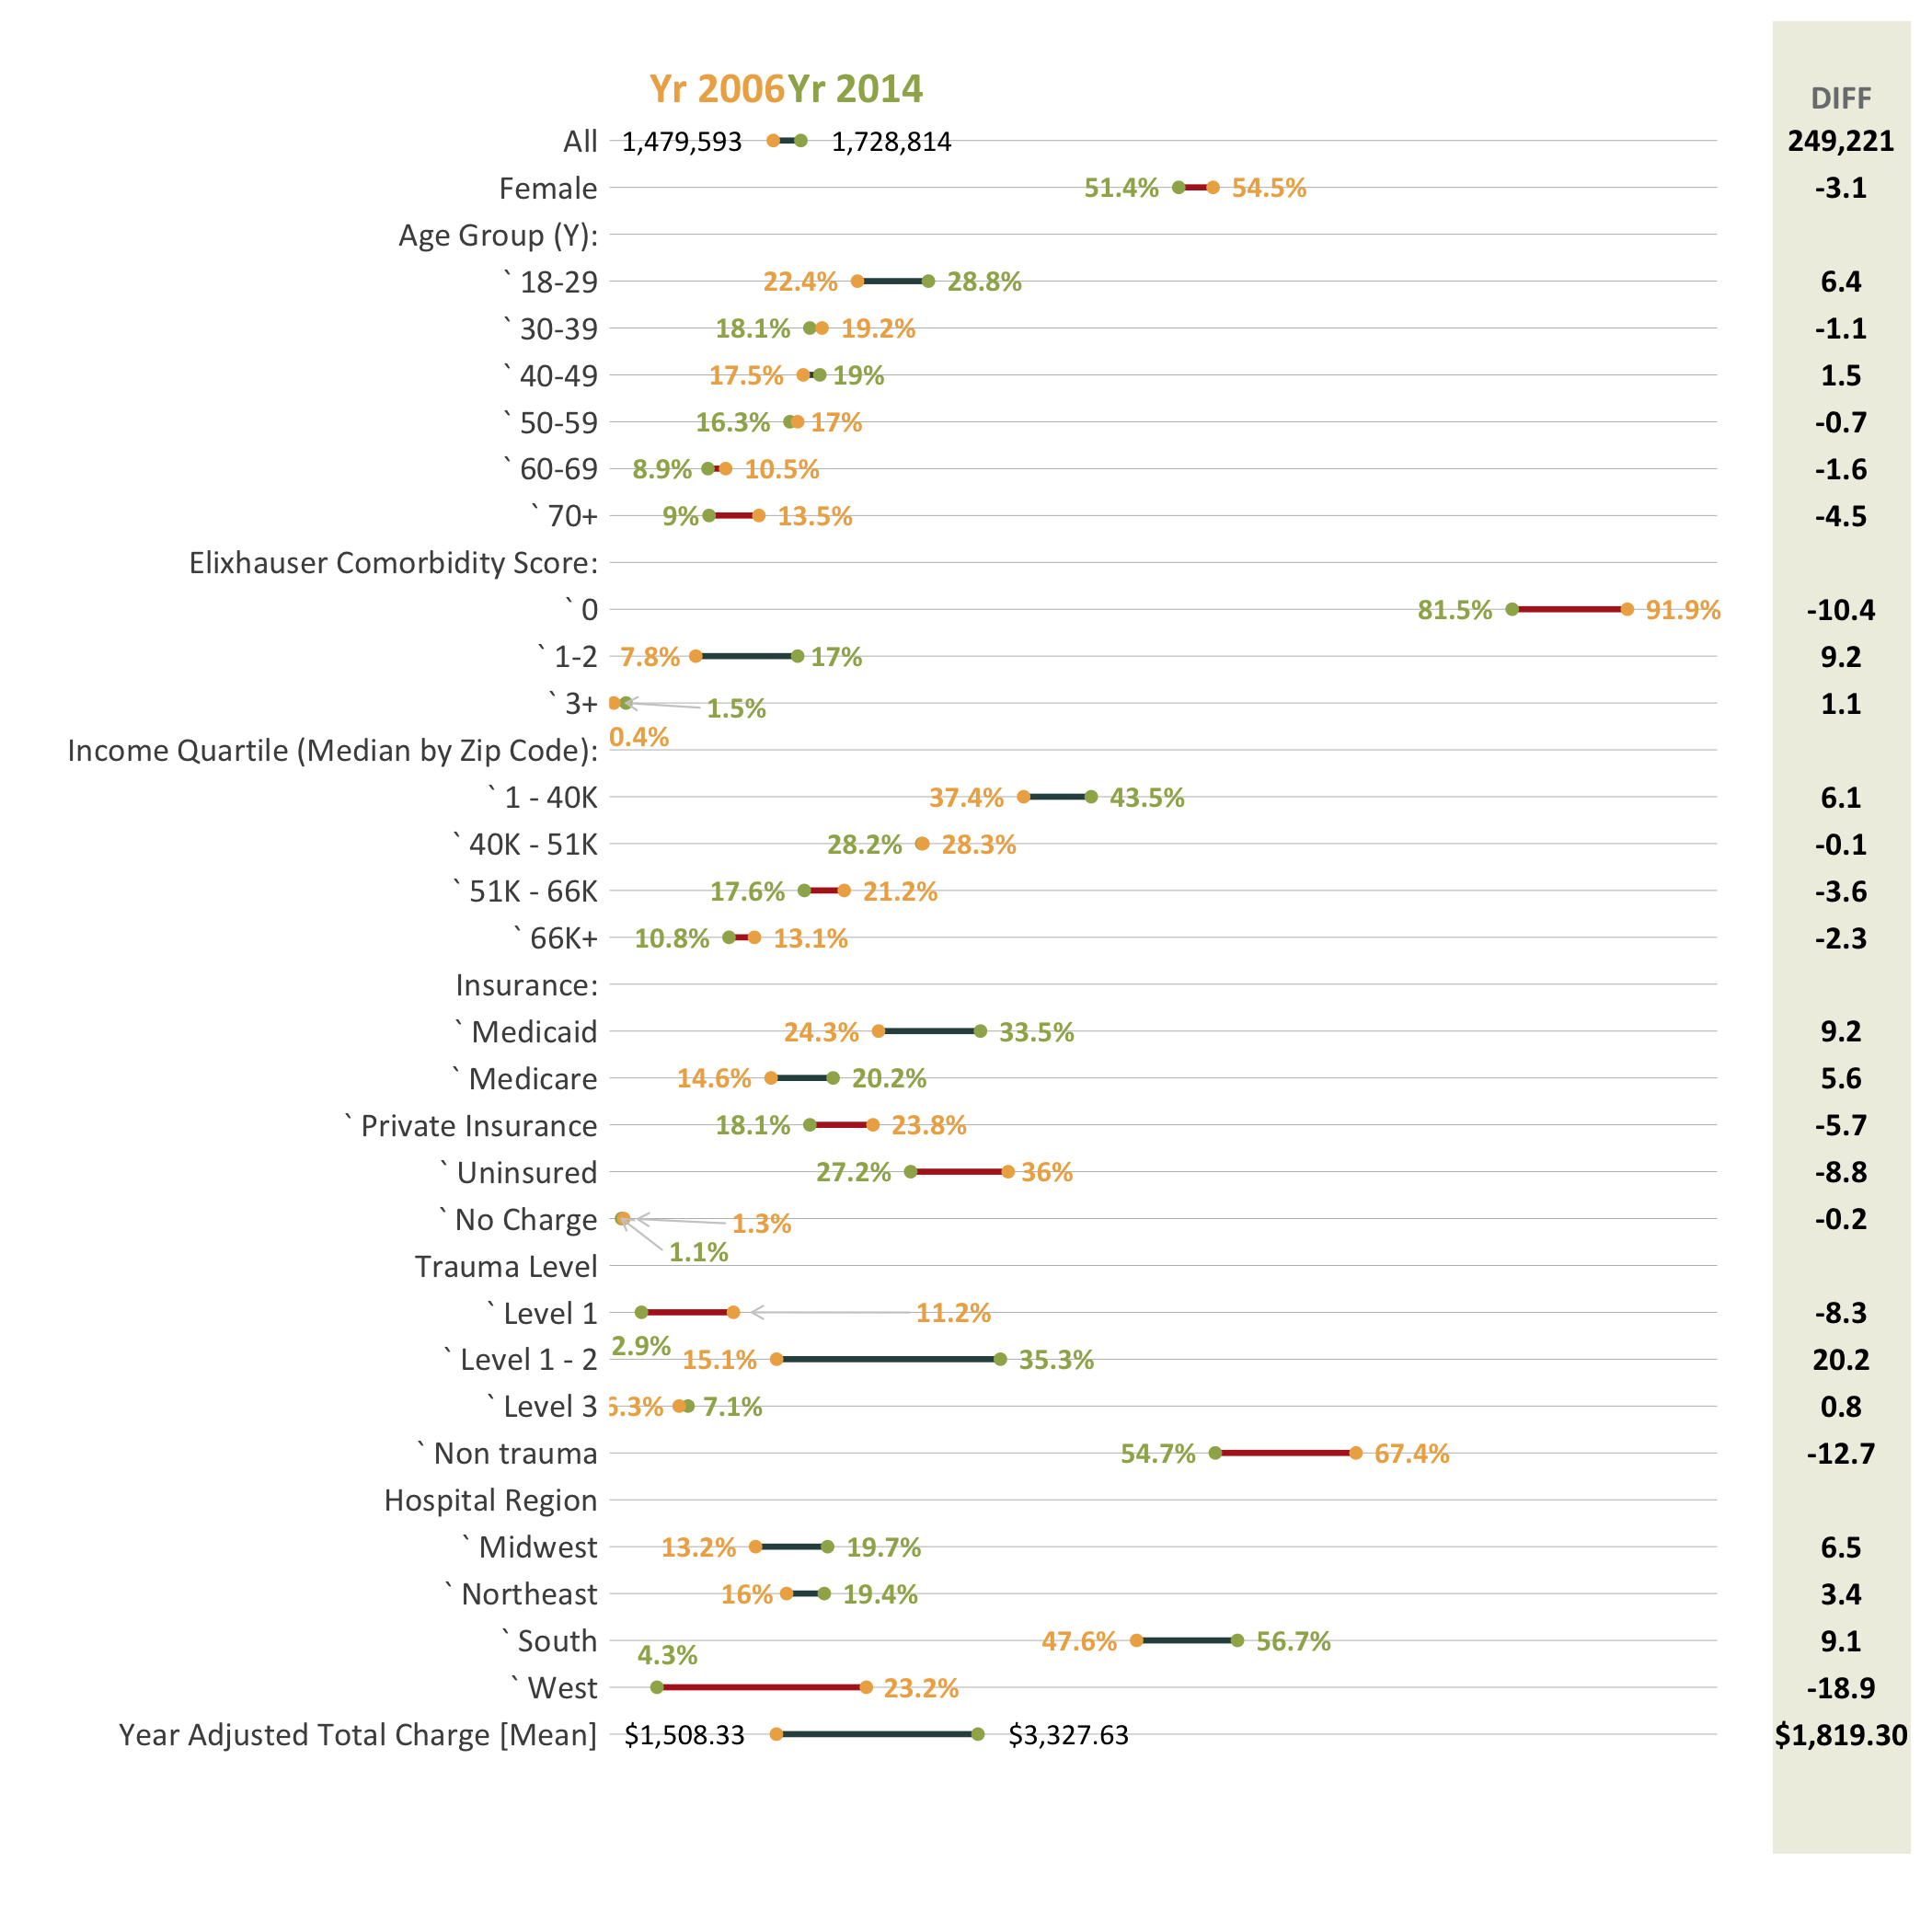 Yr 2006 Yr 2014 DIFF
All 1,479,593 1,728,814 249,221
Female 51.4% 54.5% -3.1
Age Group (Y):
` 18-29 22.4% 28.8% 6.4
` 30-39 18.1% 19.2% -1.1
` 40-49 17.5% 19% 1.5
` 50-59 16.3% 17% -0.7
` 60-69 8.9% 10.5% -1.6
` 70+ 9% 13.5% -4.5
Elixhauser Comorbidity Score:
` 0 81.5% 91.9% -10.4
` 1-2 7.8% 17% 9.2
` 3+ 1.5% 1.1
0.4%
Income Quartile (Median by Zip Code):
` 1 - 40K 37.4% 43.5% 6.1
` 40K - 51K 28.2% 28.3% -0.1
` 51K - 66K 17.6% 21.2% -3.6
` 66K+ 10.8% 13.1% -2.3
Insurance:
` Medicaid 24.3% 33.5% 9.2
` Medicare 14.6% 20.2% 5.6
` Private Insurance 18.1% 23.8% -5.7
` Uninsured 27.2% 36% -8.8
` No Charge 1.3% -0.2
1.1%
Trauma Level
` Level 1 11.2% -8.3
2.9%
` Level 1 - 2 15.1% 35.3% 20.2
` Level 3 6.3% 7.1% 0.8
` Non trauma 54.7% 67.4% -12.7
Hospital Region
` Midwest 13.2% 19.7% 6.5
` Northeast 16% 19.4% 3.4
` South 47.6% 56.7% 9.1
4.3%
` West 23.2% -18.9
Year Adjusted Total Charge [Mean] $1,508.33 $3,327.63 $1,819.30